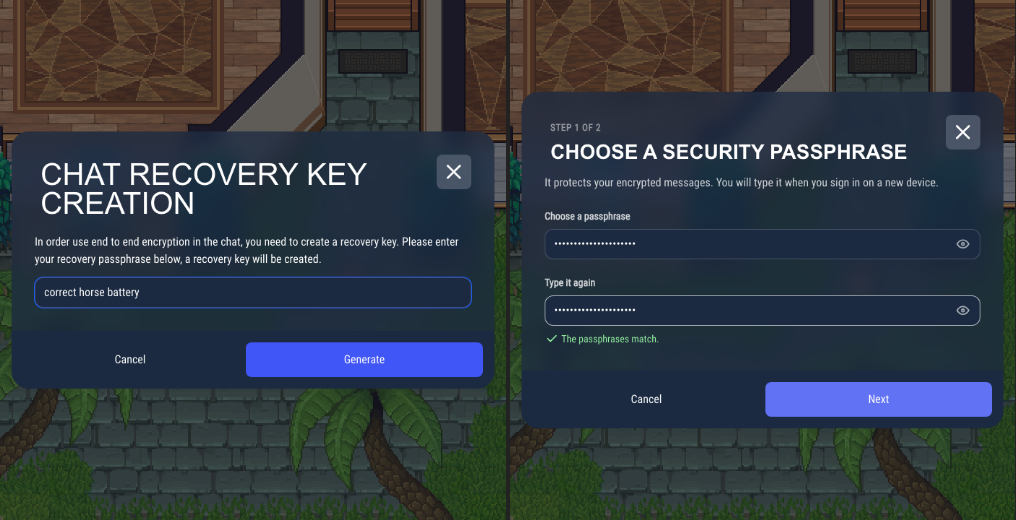 CHAT RECOVERY KEY
CREATION
In order use end to end encryption in the chat, you need to create a recovery key. Please enter
your recovery passphrase below, a recovery key will be created.
correct horse battery
Cancel
Generate
STEP 1 OF 2
CHOOSE A SECURITY PASSPHRASE
It protects your encrypted messages. You will type it when you sign in on a new device.
Choose a passphrase
•••••••••••••••••••••
Type it again
•••••••••••••••••••••
The passphrases match.
Cancel
Next